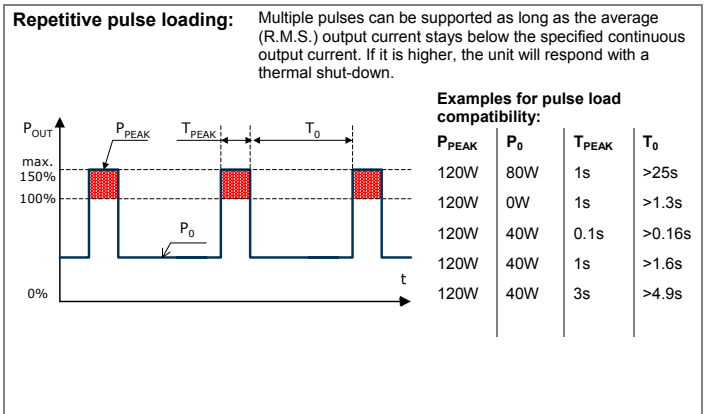 Repetitive pulse loading:
Multiple pulses can be supported as long as the average
(R.M.S.) output current stays below the specified continuous
output current. If it is higher, the unit will respond with a
thermal shut-down.
Examples for pulse load
compatibility:
POUT PPEAK TPEAK T0
max.
150%
100%
P0
t
0%
PPEAK P0 TPEAK T0
120W 80W 1s >25s
120W 0W 1s >1.3s
120W 40W 0.1s >0.16s
120W 40W 1s >1.6s
120W 40W 3s >4.9s